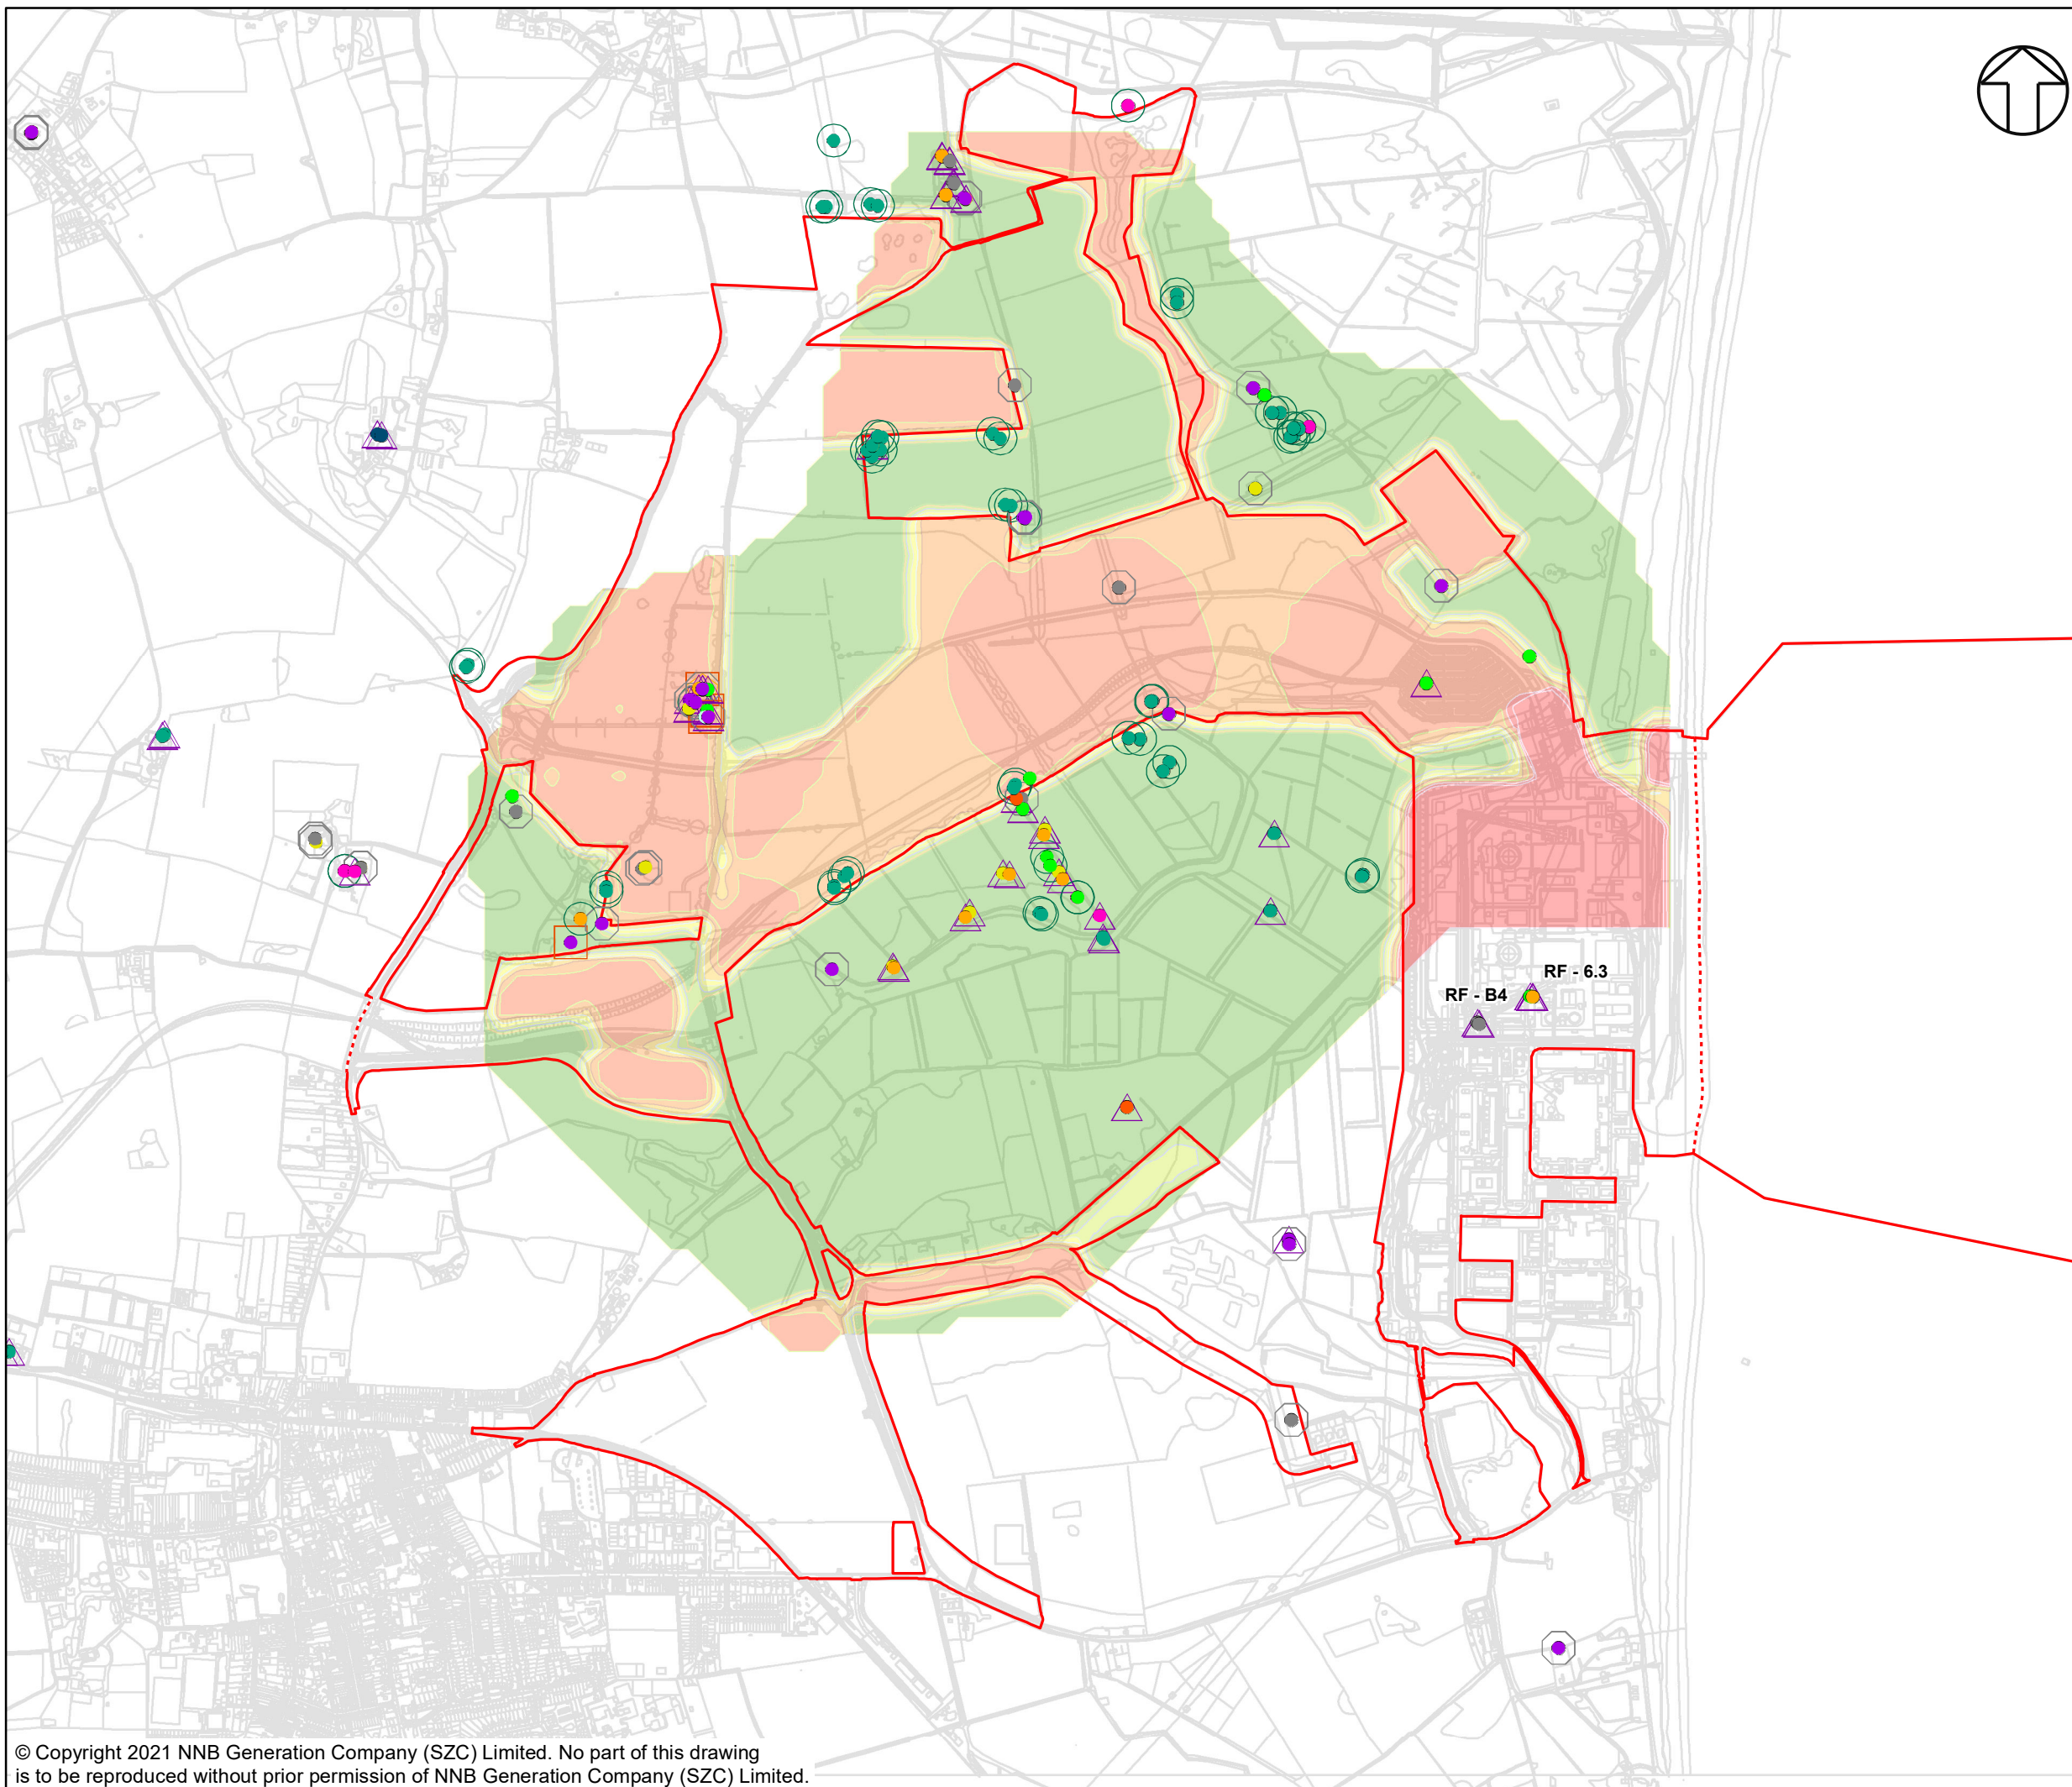 RF - 6.3
RF - B4
© Copyright 2021 NNB Generation Company (SZC) Limited. No part of this drawing
is to be reproduced without prior permission of NNB Generation Company (SZC) Limited.